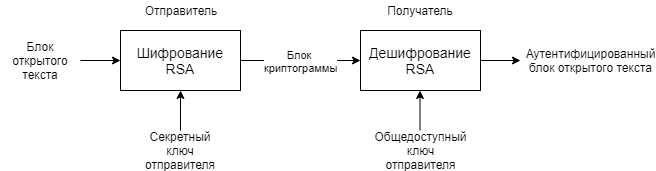 Отправитель
Получатель
Блок
открытого
текста
Шифрование
RSA
Блок
криптограммы
Дешифрование
RSA
Аутентифицированный
блок открытого текста
Секретный
ключ
отправителя
Общедоступный
ключ
отправителя